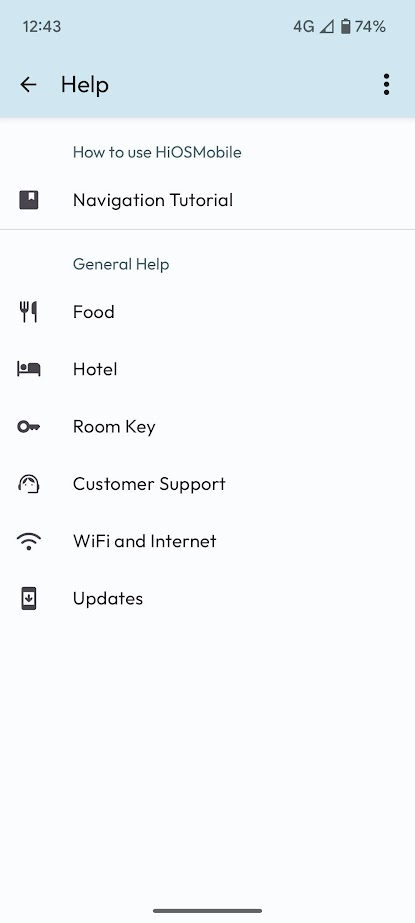 12:43
4G 74%
Help
How to use HiOSMobile
Navigation Tutorial
General Help
Food
Hotel
Room Key
Customer Support
WiFi and Internet
Updates